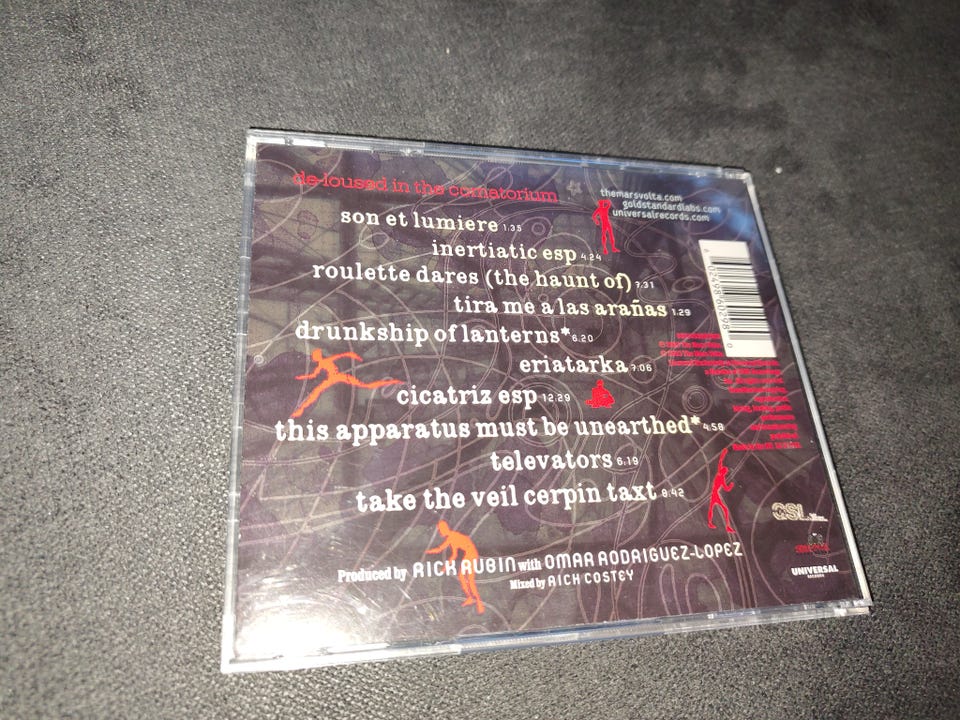 de-loused in the comatorium
themarsvolta.com
goldstandardlabs.com
universalrecords.com
son et lumiere 1.35
inertiatic esp 4.24
roulette dares (the haunt of) 7.31
tira me a las arañas 1.29
drunkship of lanterns* 6.20
eriatarka 7.06
cicatriz esp 12.29
this apparatus must be unearthed* 4.58
televators 6.19
take the veil cerpin taxt 8.42
Produced by RICK RUBIN with OMAR RODRIGUEZ-LOPEZ
Mixed by RICH COSTEY
GSL
UNIVERSAL
RECORDS